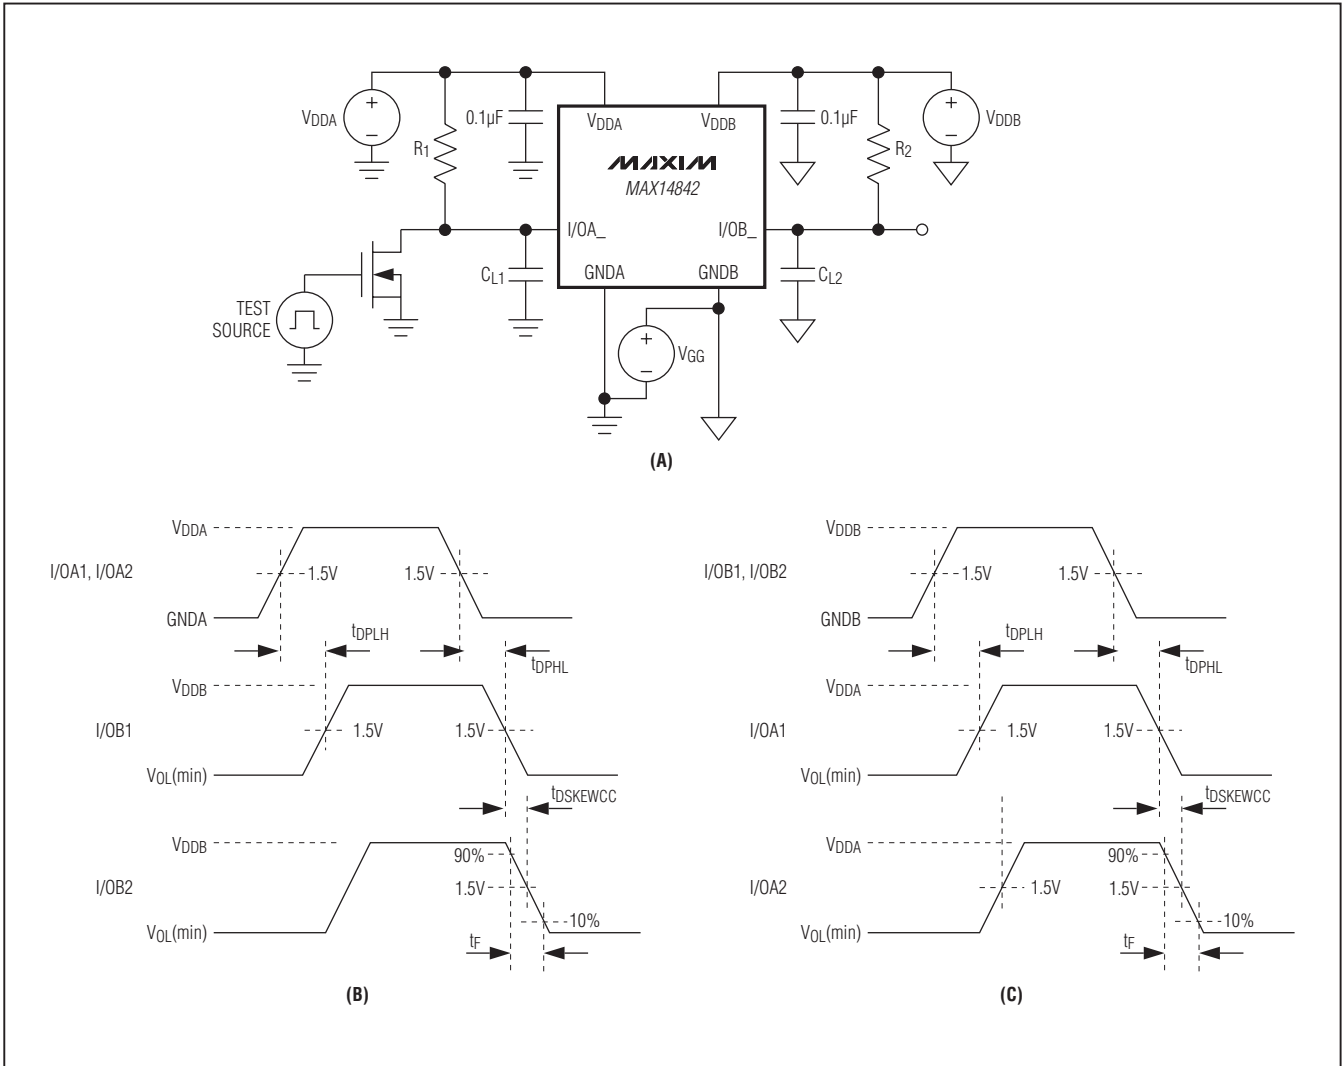 VDDA
R1
0.1µF
VDDA
VDDB
MAXIM
MAX14842
0.1µF
R2
VDDB
I/OA_
I/OB_
CL1
GNDA
GNDB
CL2
TEST
SOURCE
VGG
(A)
VDDA
I/OA1, I/OA2
1.5V
1.5V
GNDA
tDPLH
tDPHL
VDDB
I/OB1
1.5V
1.5V
VOL(min)
tDSKEWCC
VDDB
90%
I/OB2
1.5V
10%
VOL(min)
tF
(B)
VDDB
I/OB1, I/OB2
1.5V
1.5V
GNDB
tDPLH
tDPHL
VDDA
I/OA1
1.5V
1.5V
VOL(min)
tDSKEWCC
VDDA
90%
I/OA2
1.5V
1.5V
10%
VOL(min)
tF
(C)